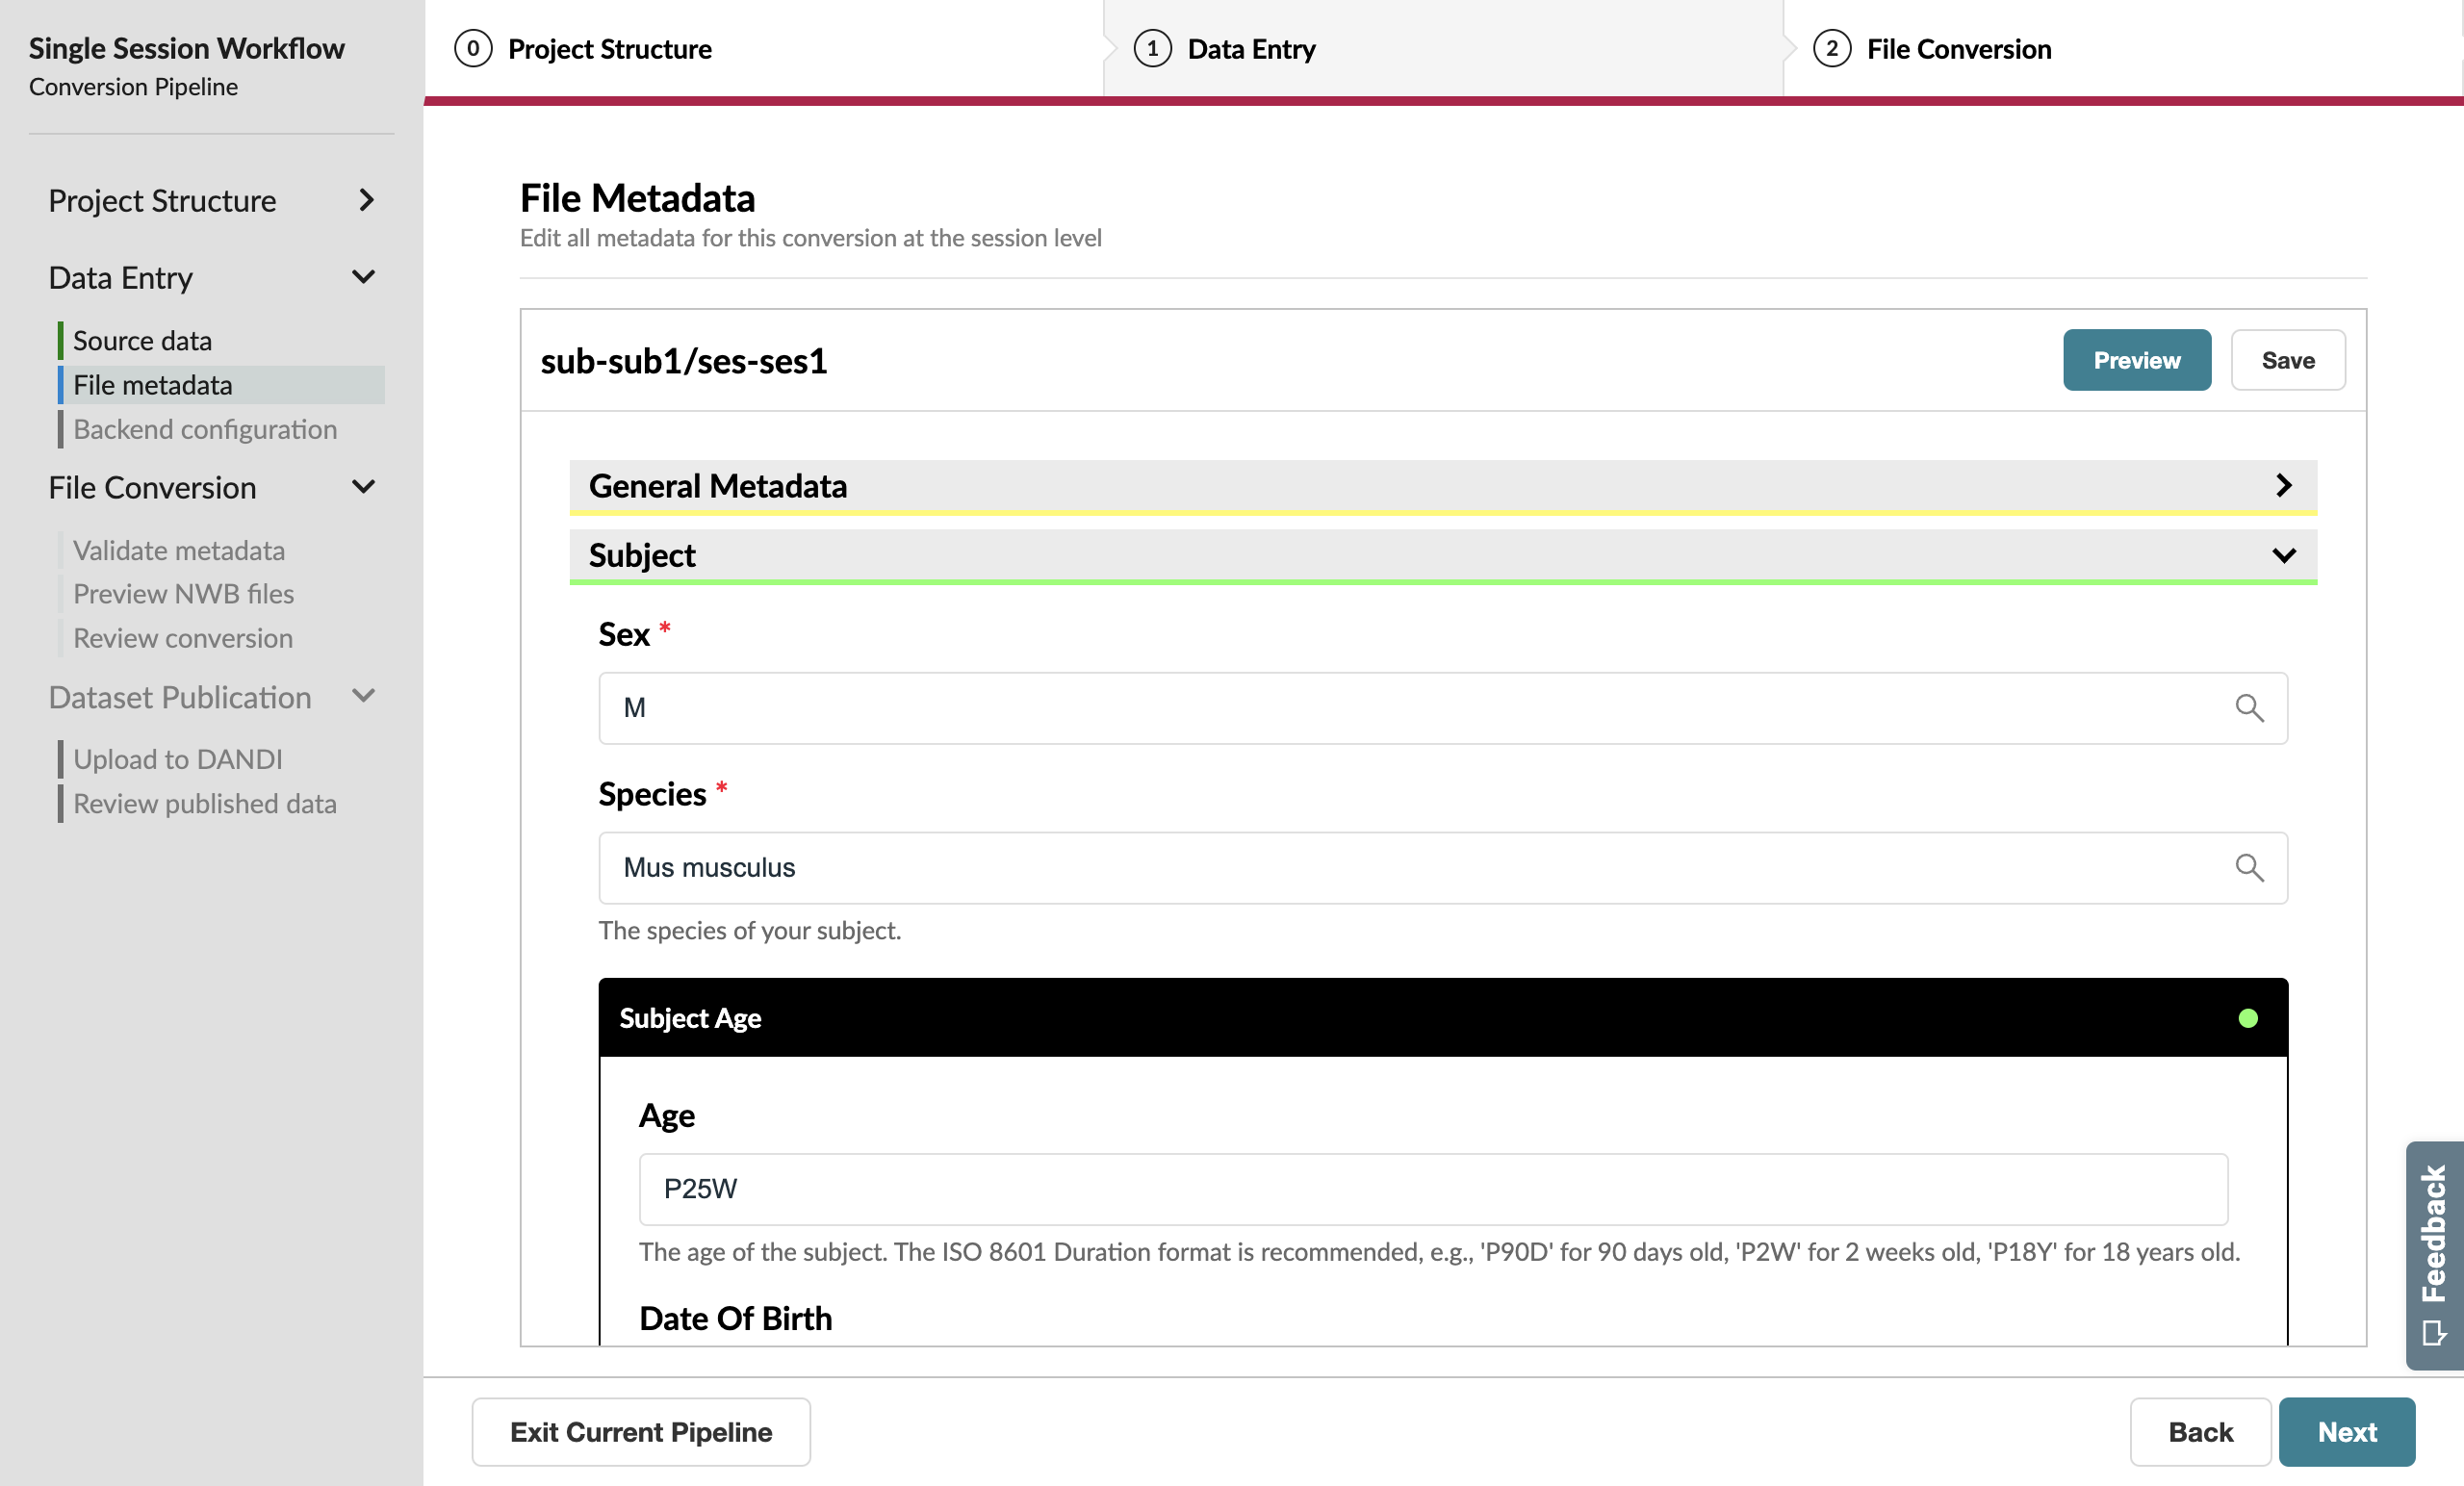 Single Session Workflow
Conversion Pipeline
Project Structure
Data Entry
Source data
File metadata
Backend configuration
File Conversion
Validate metadata
Preview NWB files
Review conversion
Dataset Publication
Upload to DANDI
Review published data
0 Project Structure
1 Data Entry
2 File Conversion
File Metadata
Edit all metadata for this conversion at the session level
sub-sub1/ses-ses1
Preview
Save
General Metadata
Subject
Sex *
M
Species *
Mus musculus
The species of your subject.
Subject Age
Age
P25W
The age of the subject. The ISO 8601 Duration format is recommended, e.g., 'P90D' for 90 days old, 'P2W' for 2 weeks old, 'P18Y' for 18 years old.
Date Of Birth
Feedback
Exit Current Pipeline
Back
Next